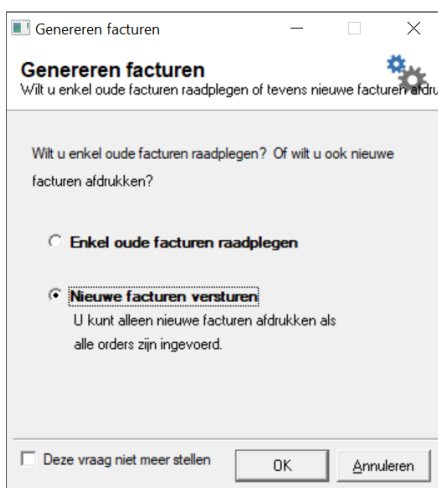 Genereren facturen
Genereren facturen
Wilt u enkel oude facturen raadplegen of tevens nieuwe facturen afdru
Wilt u enkel oude facturen raadplegen? Of wilt u ook nieuwe
facturen afdrukken?
Enkel oude facturen raadplegen
Nieuwe facturen versturen
U kunt alleen nieuwe facturen afdrukken als
alle orders zijn ingevoerd.
Deze vraag niet meer stellen
OK
Annuleren